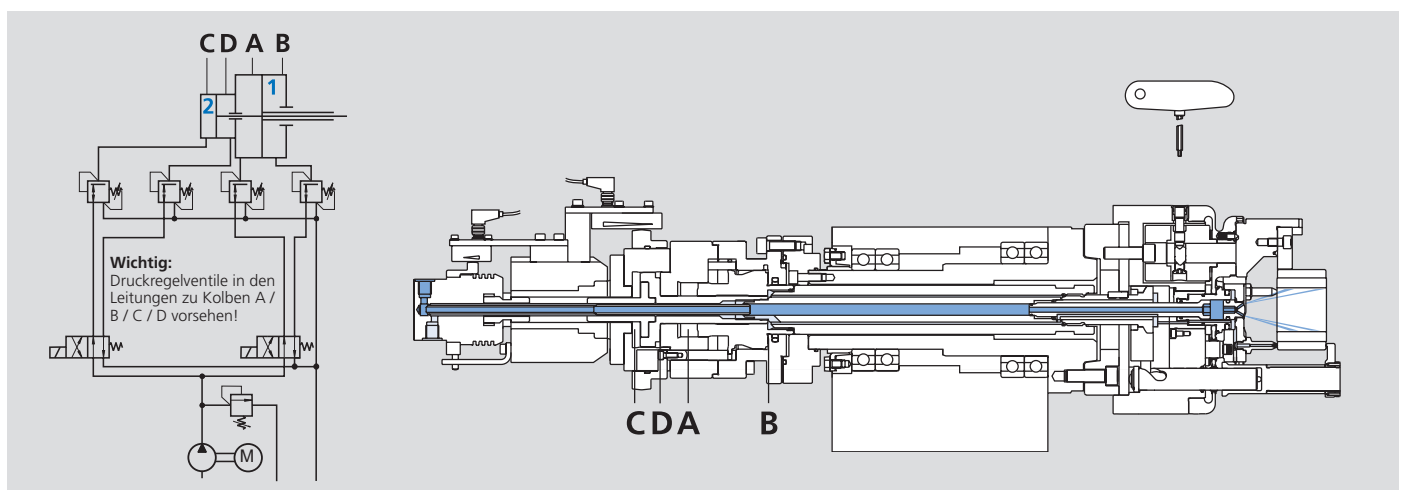 C D A B
1
2
Wichtig:
Druckregelventile in den
Leitungen zu Kolben A /
B / C / D vorsehen!
M
C D A B